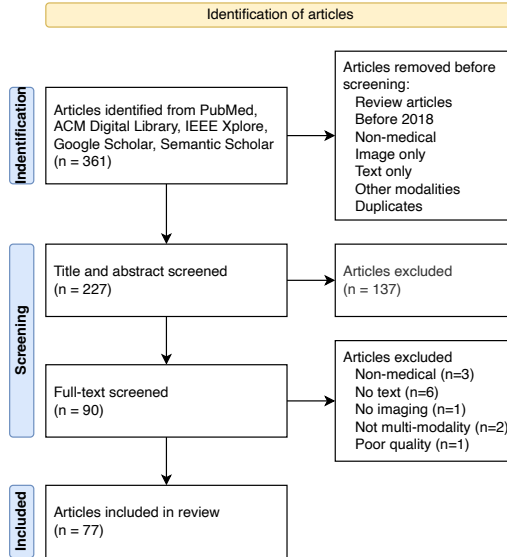 Identification of articles
Indentification
Articles identified from PubMed,
ACM Digital Library, IEEE Xplore,
Google Scholar, Semantic Scholar
(n = 361)
Articles removed before
screening:
Review articles
Before 2018
Non-medical
Image only
Text only
Other modalities
Duplicates
Screening
Title and abstract screened
(n = 227)
Articles excluded
(n = 137)
Full-text screened
(n = 90)
Articles excluded
Non-medical (n=3)
No text (n=6)
No imaging (n=1)
Not multi-modality (n=2)
Poor quality (n=1)
Included
Articles included in review
(n = 77)